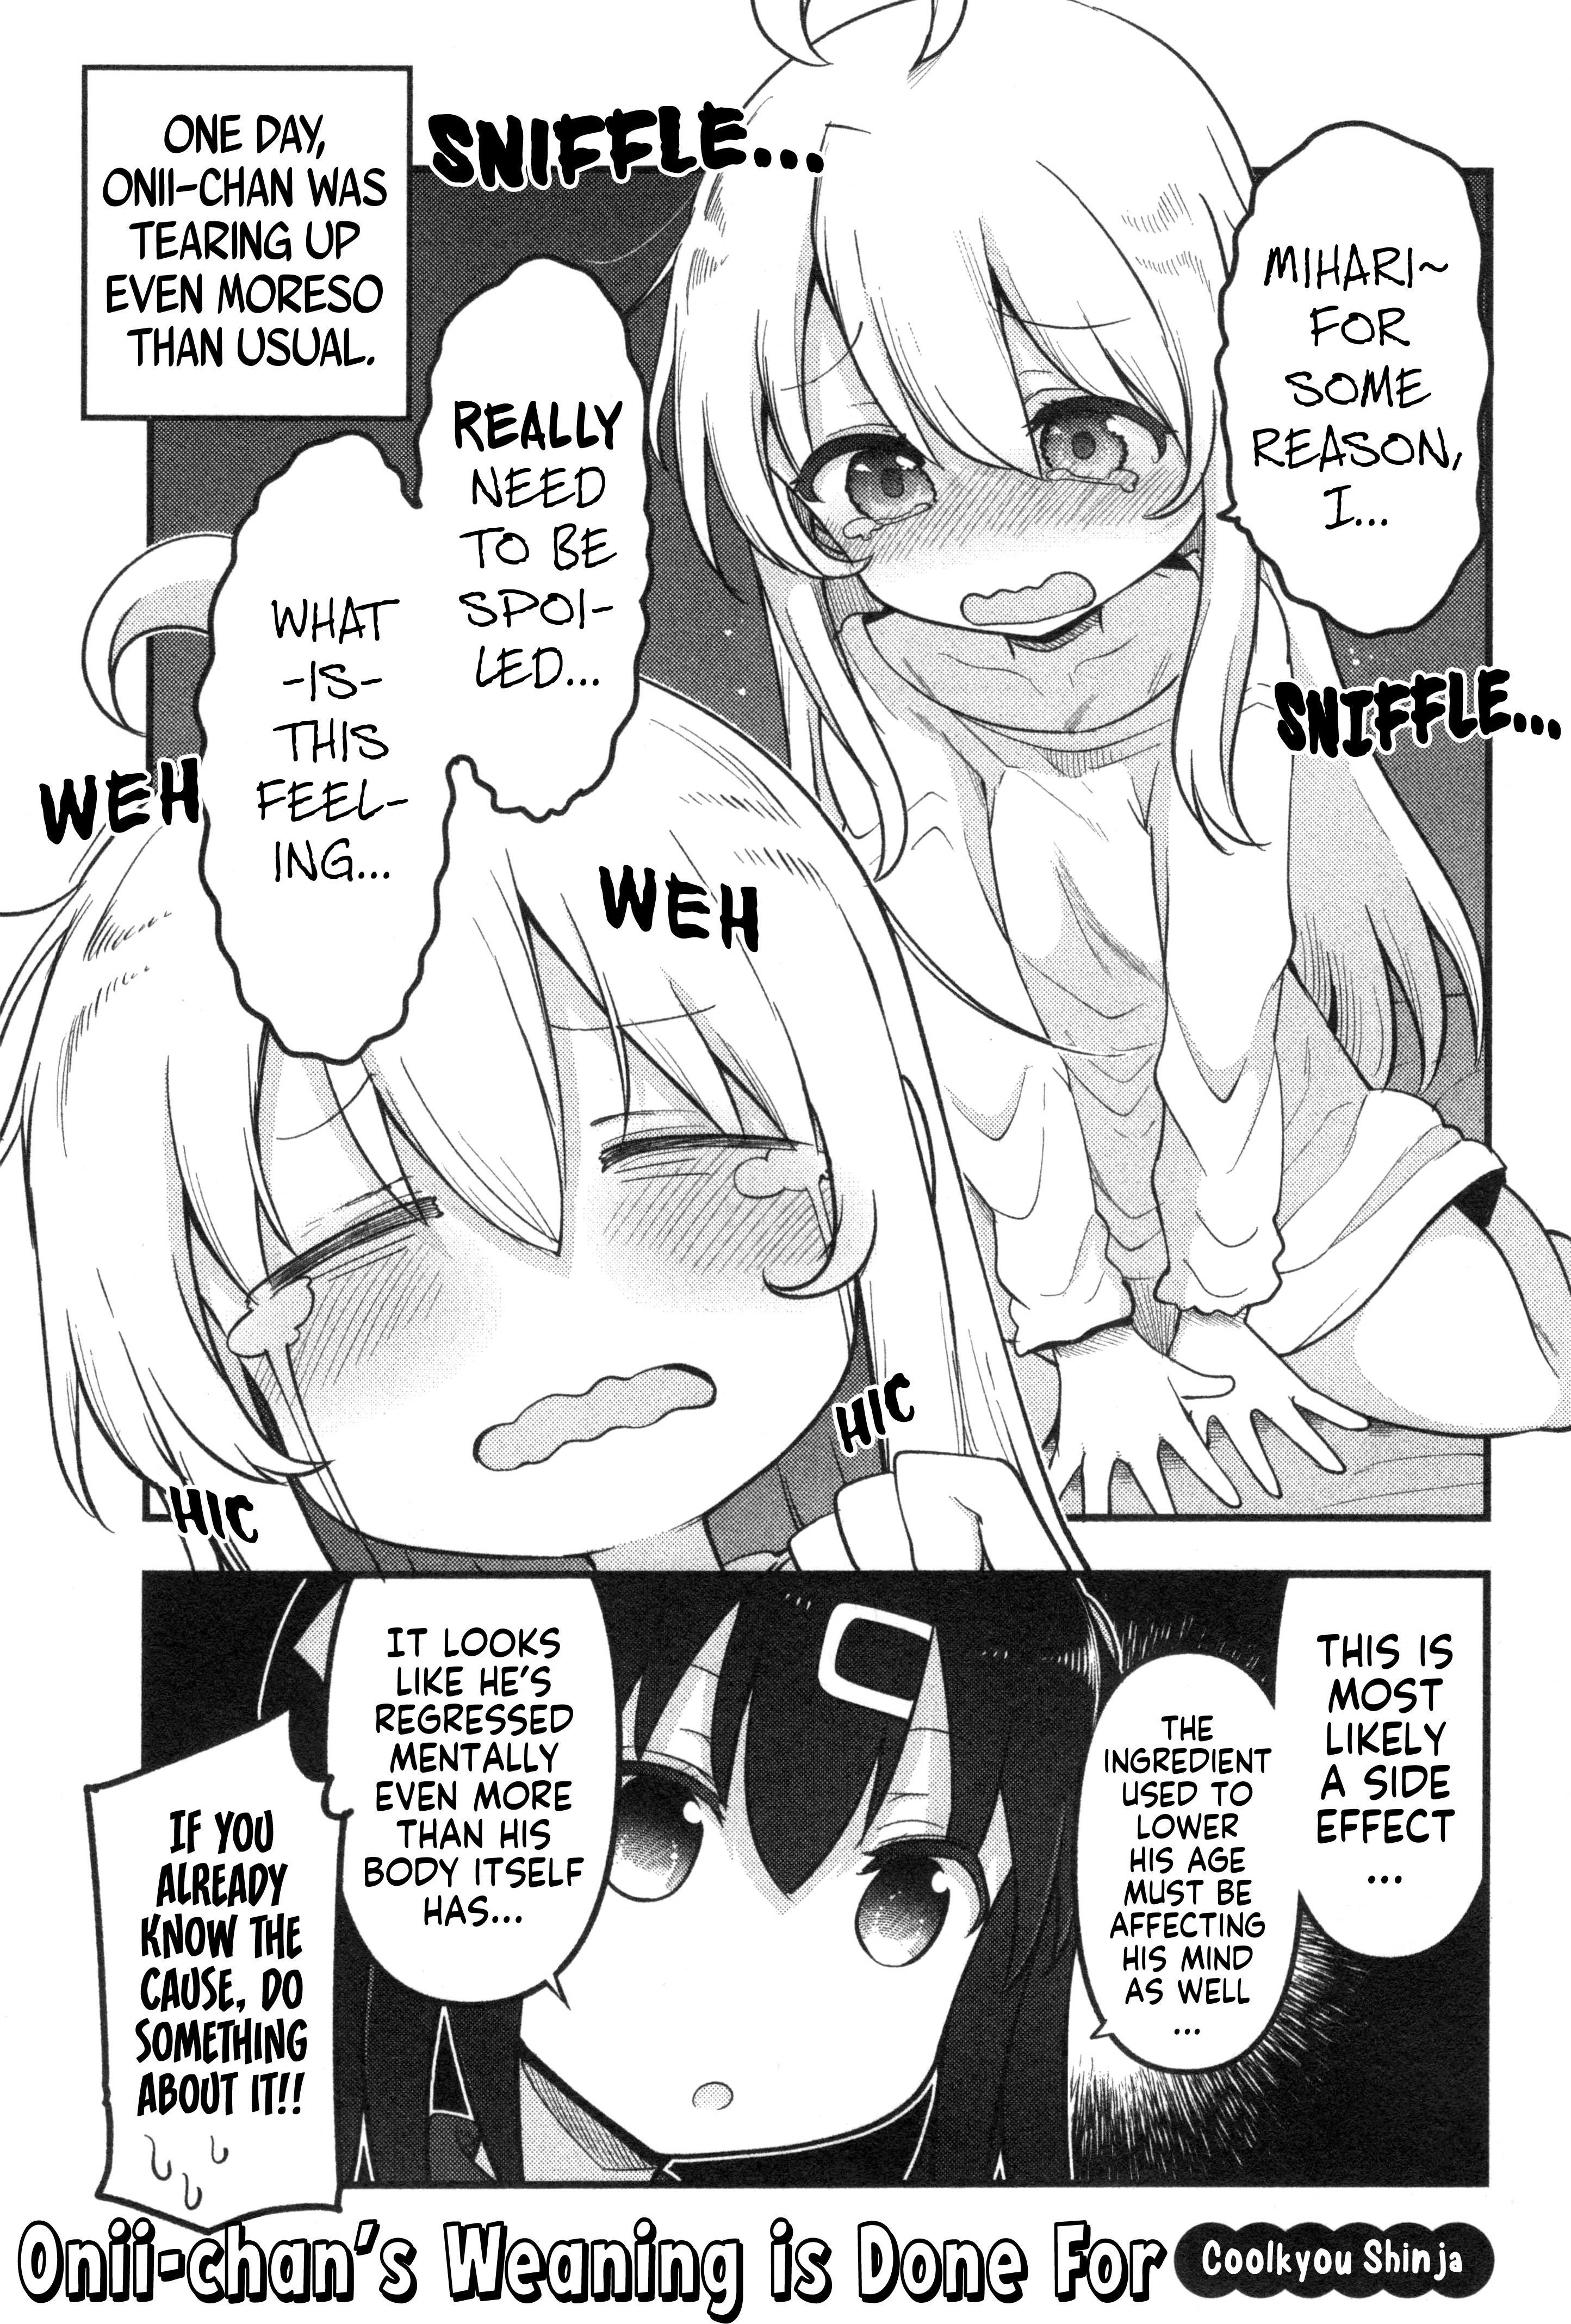 ONE DAY,
ONII-CHAN WAS
TEARING UP
EVEN MORESO
THAN USUAL.
SNIFFLE...
MIHARI~
FOR
SOME
REASON,
I...
REALLY
NEED
TO BE
SPOI-
LED...
SNIFFLE...
WHAT
-IS-
THIS
FEEL-
ING...
WEH
WEH
HIC
HIC
THIS IS
MOST
LIKELY
A SIDE
EFFECT
...
THE
INGREDIENT
USED TO
LOWER
HIS AGE
MUST BE
AFFECTING
HIS MIND
AS WELL
...
IT LOOKS
LIKE HE'S
REGRESSED
MENTALLY
EVEN MORE
THAN HIS
BODY ITSELF
HAS...
IF YOU
ALREADY
KNOW THE
CAUSE, DO
SOMETHING
ABOUT IT!!
Onii-chan's Weaning is Done For
Coolkyou Shinja